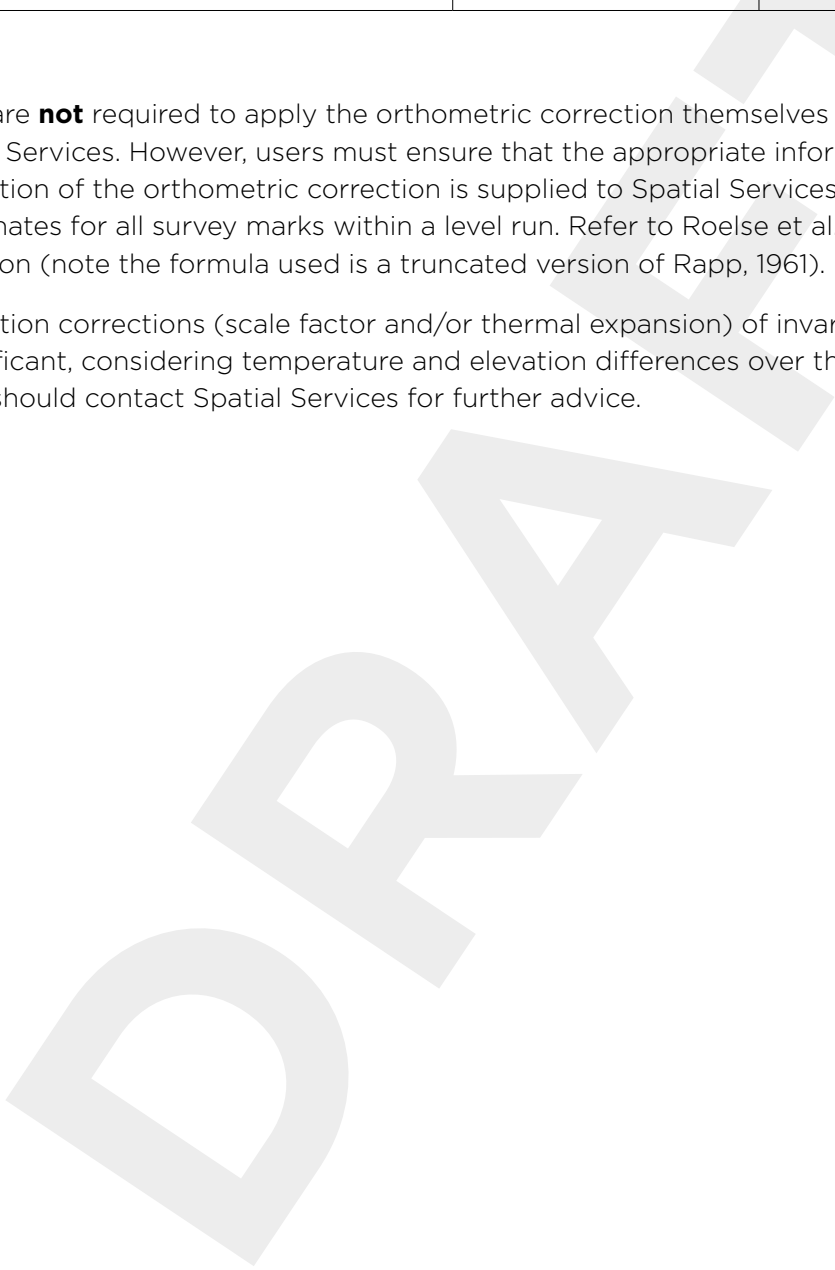 are not required to apply the orthometric correction themselves
Services. However, users must ensure that the appropriate infor
tion of the orthometric correction is supplied to Spatial Services
nates for all survey marks within a level run. Refer to Roelse et al
on (note the formula used is a truncated version of Rapp, 1961).
tion corrections (scale factor and/or thermal expansion) of invar
ficant, considering temperature and elevation differences over th
should contact Spatial Services for further advice.
DRAFT